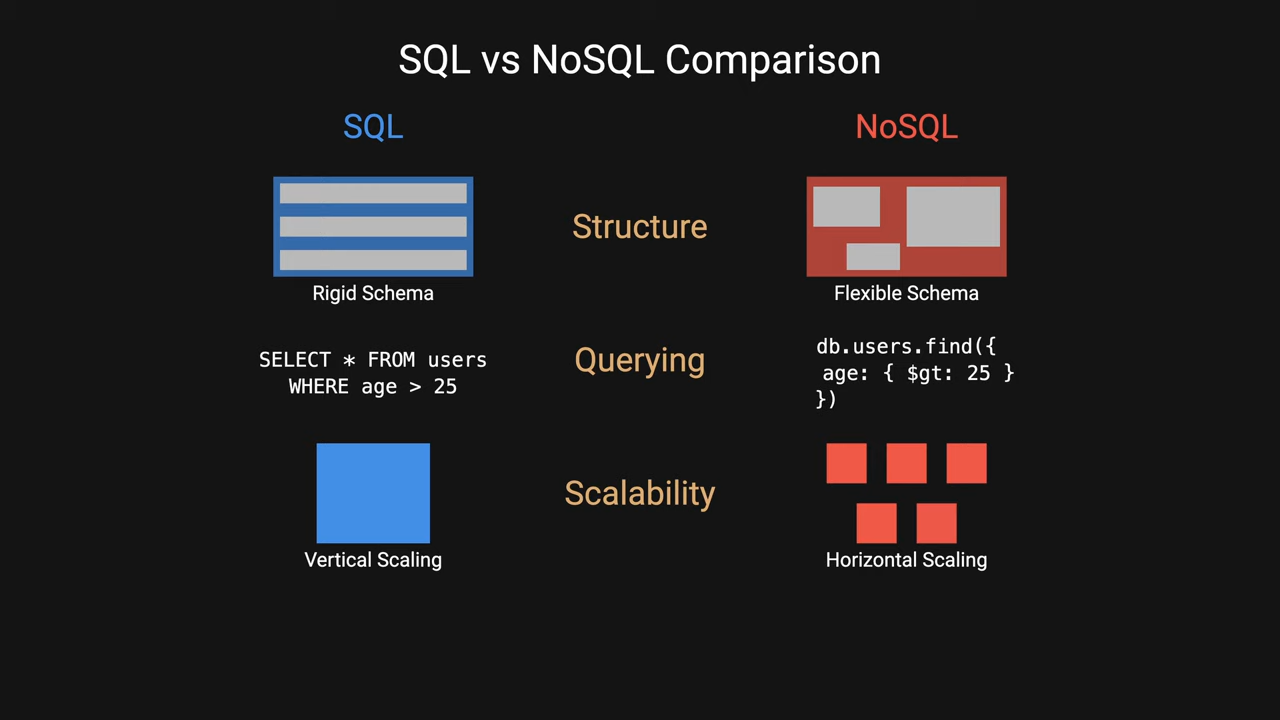 SQL vs NoSQL Comparison
SQL
NoSQL
Structure
Rigid Schema
Flexible Schema
SELECT * FROM users
WHERE age > 25
Querying
db.users.find({
age: { $gt: 25 }
})
Scalability
Vertical Scaling
Horizontal Scaling